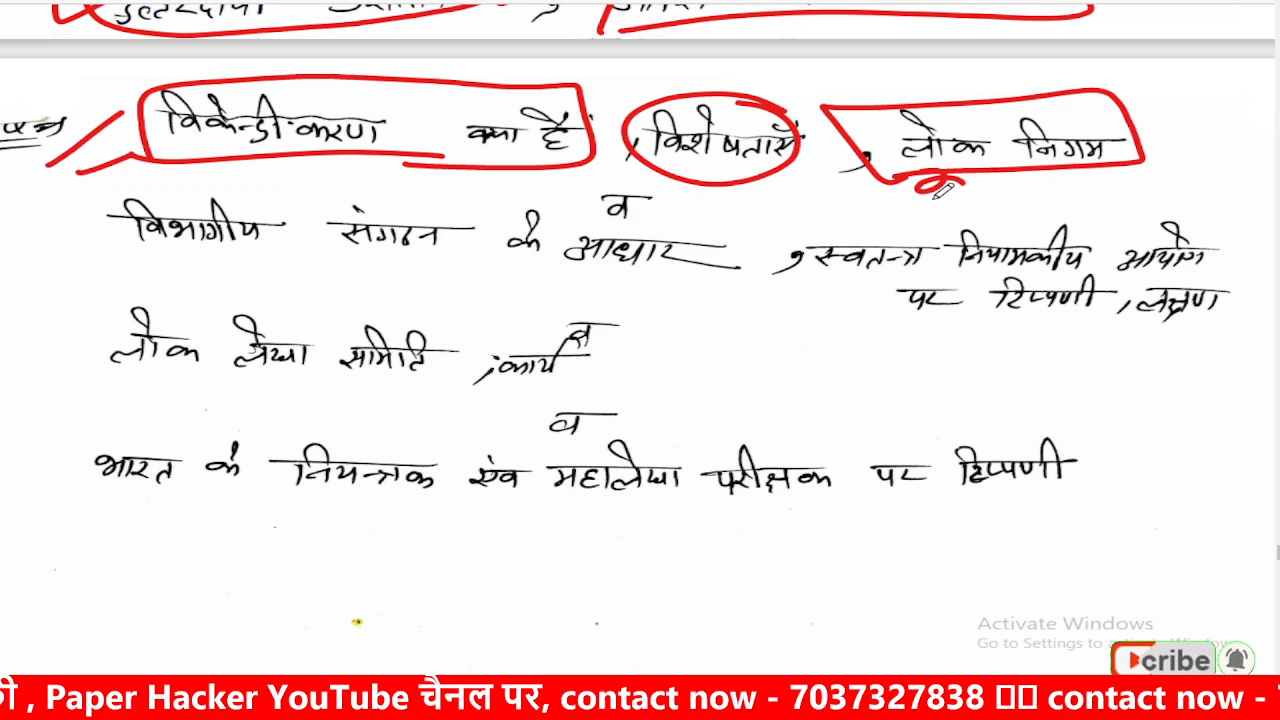 विकेन्द्रीकरण क्या है , विशेषतायें , लोक निगम
व
विभागीय संगठन के आधार , स्वतन्त्र नियामकीय आयोग
पर टिप्पणी , लक्षण
व
लोक लेखा समिति , कार्य
व
भारत के नियन्त्रक एंव महालेखा परीक्षक पर टिप्पणी
Activate Windows
Go to Settings to
cribe
की , Paper Hacker YouTube चैनल पर, contact now - 7037327838 contact now -